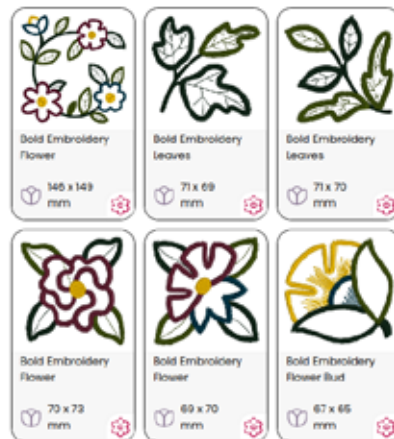 Bold Embroidery
Flower
146 x 149
mm
Bold Embroidery
Leaves
71 x 69
mm
Bold Embroidery
Leaves
71 x 70
mm
Bold Embroidery
Flower
70 x 73
mm
Bold Embroidery
Flower
69 x 70
mm
Bold Embroidery
Flower Bud
67 x 65
mm